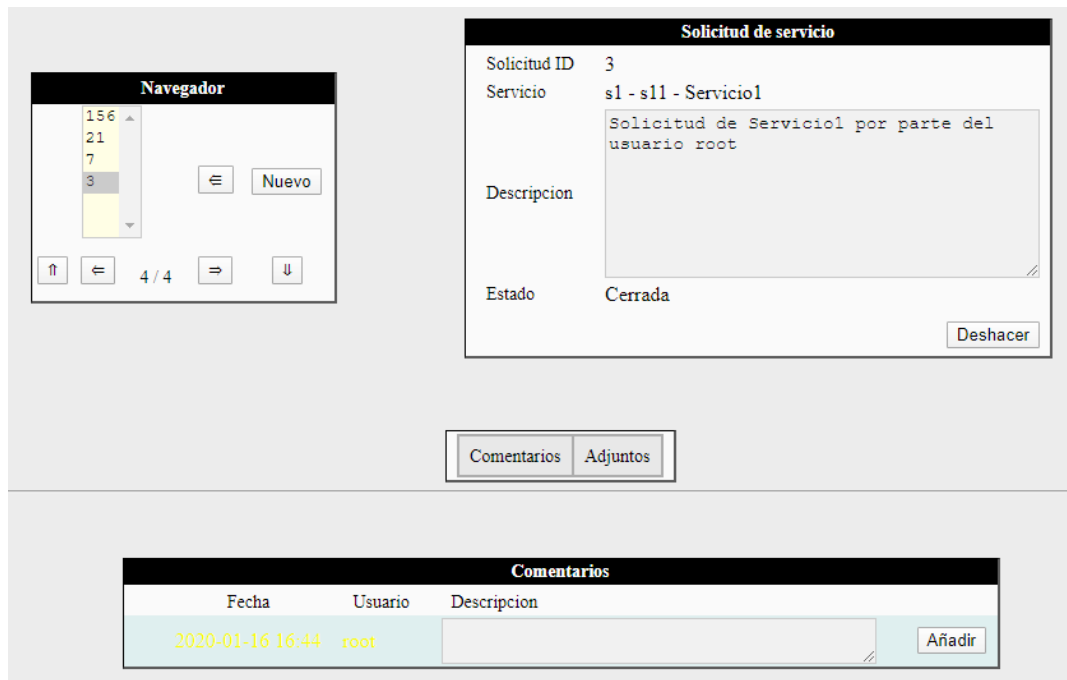 Navegador
156
21
7
3
⋲ Nuevo
⇑ ⇐ 4 / 4 ⇒ ⇓
Solicitud de servicio
Solicitud ID 3
Servicio s1 - s11 - Servicio1
Descripcion
Solicitud de Servicio1 por parte del
usuario root
Estado Cerrada
Deshacer
Comentarios Adjuntos
Comentarios
Fecha Usuario Descripcion
2020-01-16 16:44 root Añadir